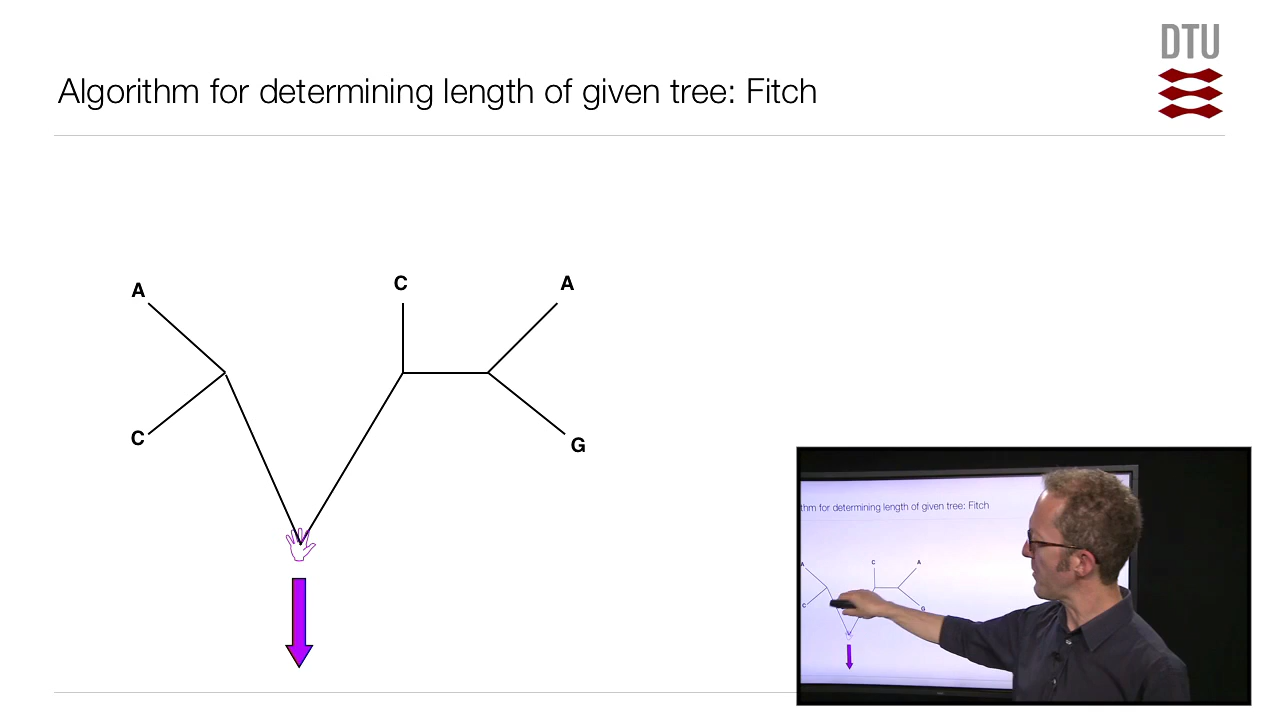 DTU
Algorithm for determining length of given tree: Fitch
A
C
A
C
G
thm for determining length of given tree: Fitch
A
C
A
C
G